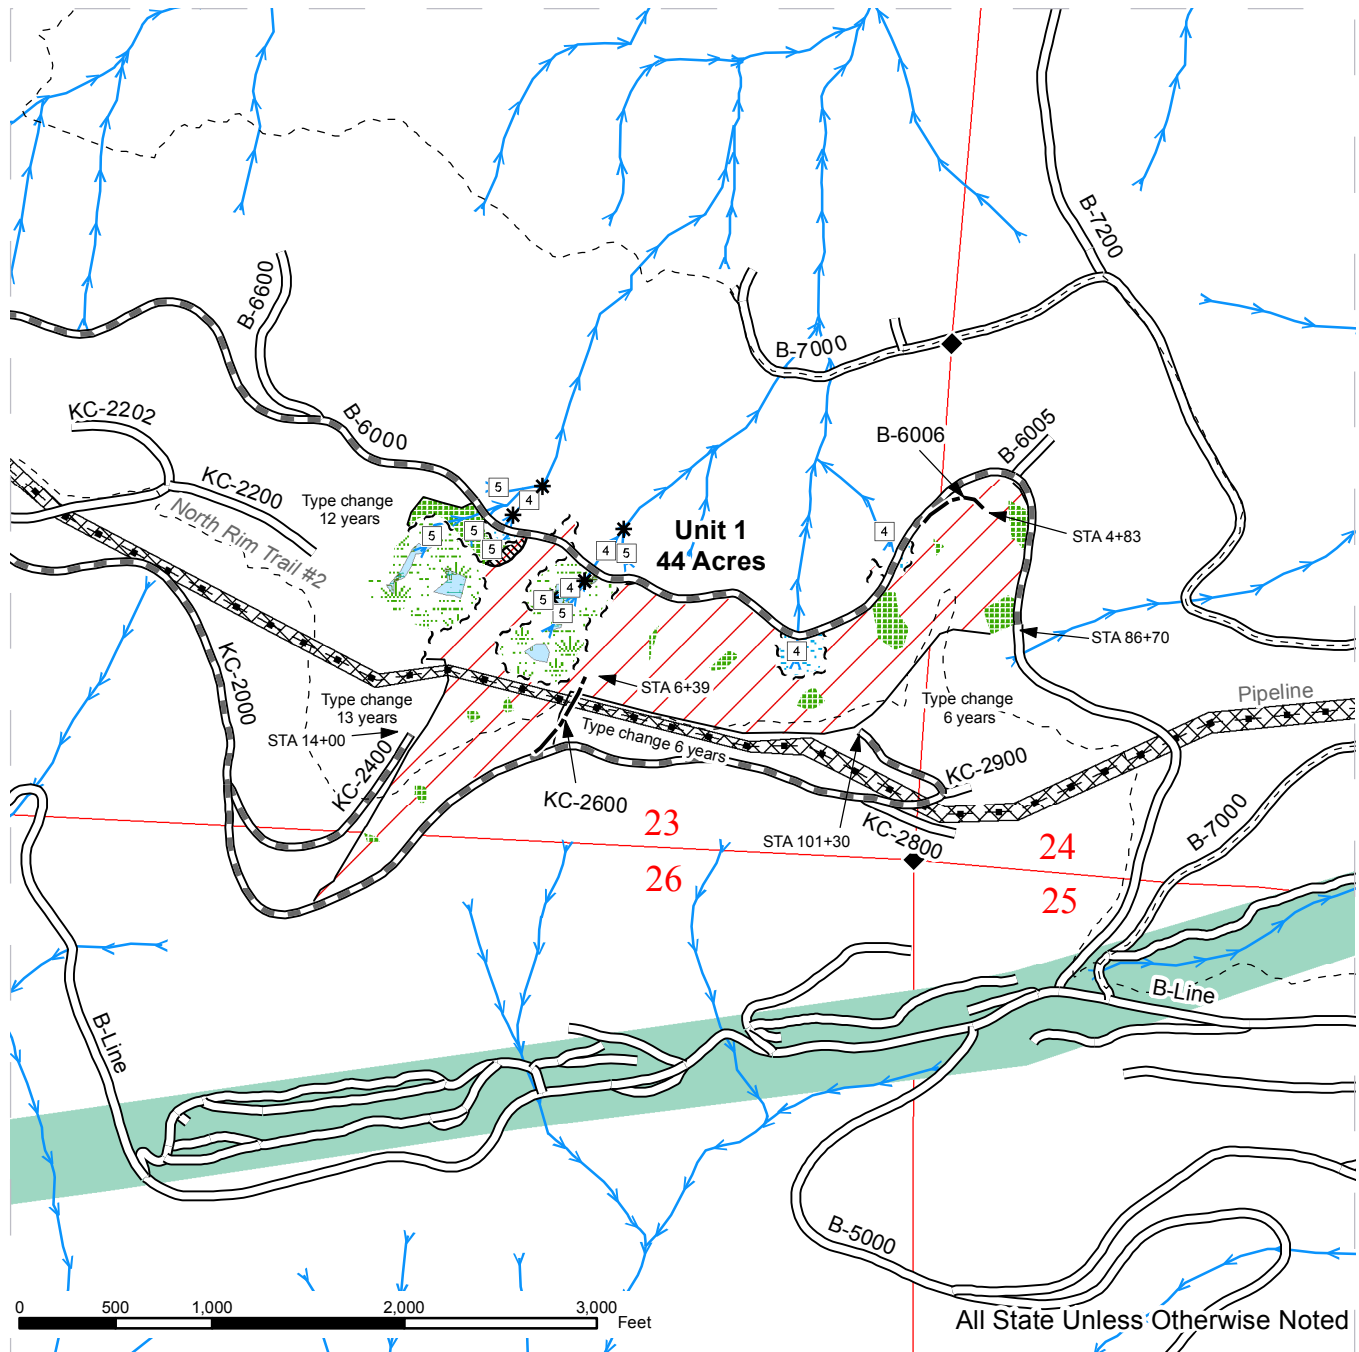 B-7200
B-6600
B-7000
KC-2202
B-6000
B-6005
B-6006
KC-2200
Type change
12 years
North Rim Trail #2
5
4
5
5
5
Unit 1
44 Acres
4
STA 4+83
4
5
4
5
5
4
STA 86+70
KC-2000
STA 6+39
Type change
13 years
STA 14+00
Type change
6 years
Pipeline
Type change 6 years
KC-2400
KC-2900
KC-2600
23
STA 101+30
KC-2800
24
B-7000
26
25
B-Line
B-Line
B-5000
0
500
1,000
2,000
3,000
Feet
All State Unless Otherwise Noted